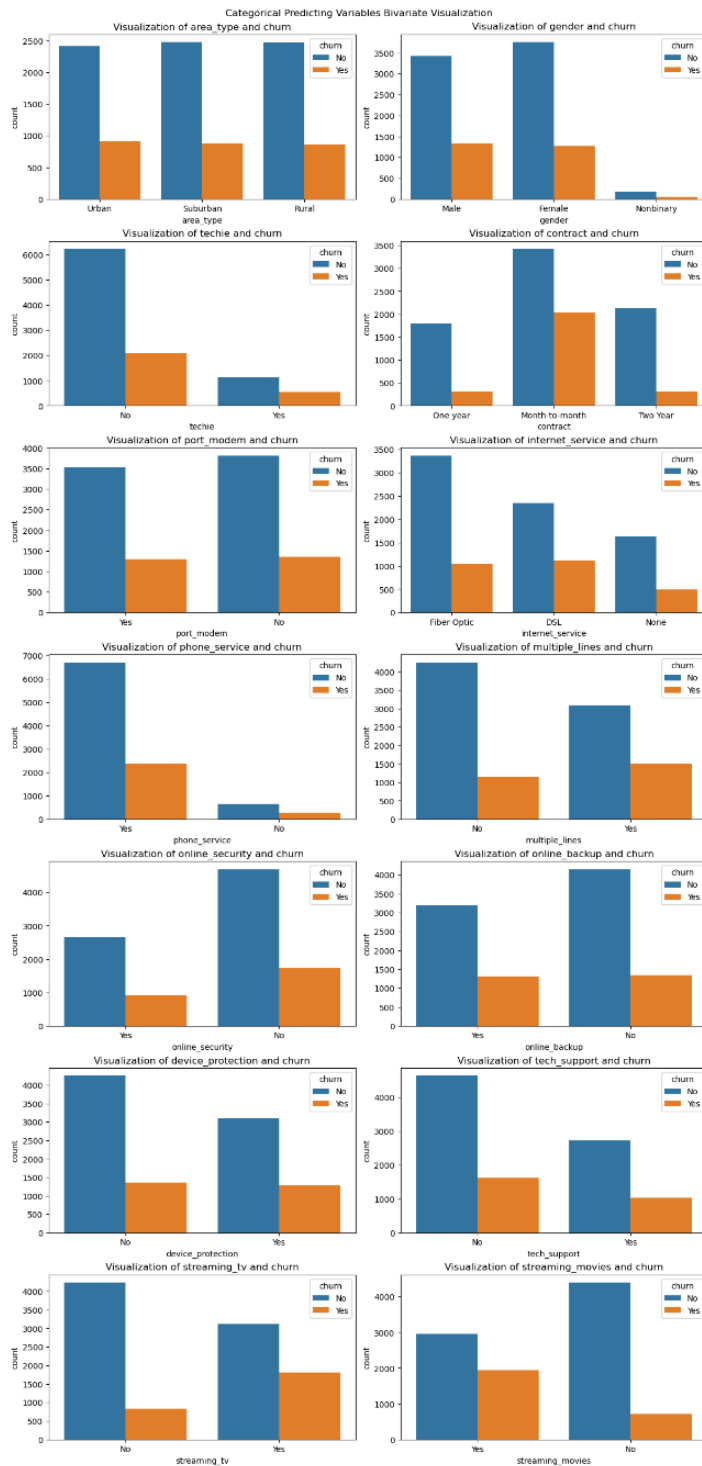 Categorical Predicting Variables Bivariate Visualization
Visualization of area_type and churn
churn
No
Yes
count
2500
2000
1500
1000
500
0
Urban Suburban Rural
area_type
Visualization of gender and churn
churn
No
Yes
count
3500
3000
2500
2000
1500
1000
500
0
Male Female Nonbinary
gender
Visualization of techie and churn
churn
No
Yes
count
6000
5000
4000
3000
2000
1000
0
No Yes
techie
Visualization of contract and churn
churn
No
Yes
count
3500
3000
2500
2000
1500
1000
500
0
One year Month-to-month Two Year
contract
Visualization of port_modem and churn
churn
No
Yes
count
4000
3500
3000
2500
2000
1500
1000
500
0
Yes No
port_modem
Visualization of internet_service and churn
churn
No
Yes
count
3500
3000
2500
2000
1500
1000
500
0
Fiber Optic DSL None
internet_service
Visualization of phone_service and churn
churn
No
Yes
count
7000
6000
5000
4000
3000
2000
1000
0
Yes No
phone_service
Visualization of multiple_lines and churn
churn
No
Yes
count
4000
3500
3000
2500
2000
1500
1000
500
0
No Yes
multiple_lines
Visualization of online_security and churn
churn
No
Yes
count
4000
3000
2000
1000
0
Yes No
online_security
Visualization of online_backup and churn
churn
No
Yes
count
4000
3500
3000
2500
2000
1500
1000
500
0
Yes No
online_backup
Visualization of device_protection and churn
churn
No
Yes
count
4000
3500
3000
2500
2000
1500
1000
500
0
No Yes
device_protection
Visualization of tech_support and churn
churn
No
Yes
count
4000
3000
2000
1000
0
No Yes
tech_support
Visualization of streaming_tv and churn
churn
No
Yes
count
4000
3500
3000
2500
2000
1500
1000
500
0
No Yes
streaming_tv
Visualization of streaming_movies and churn
churn
No
Yes
count
4000
3000
2000
1000
0
Yes No
streaming_movies